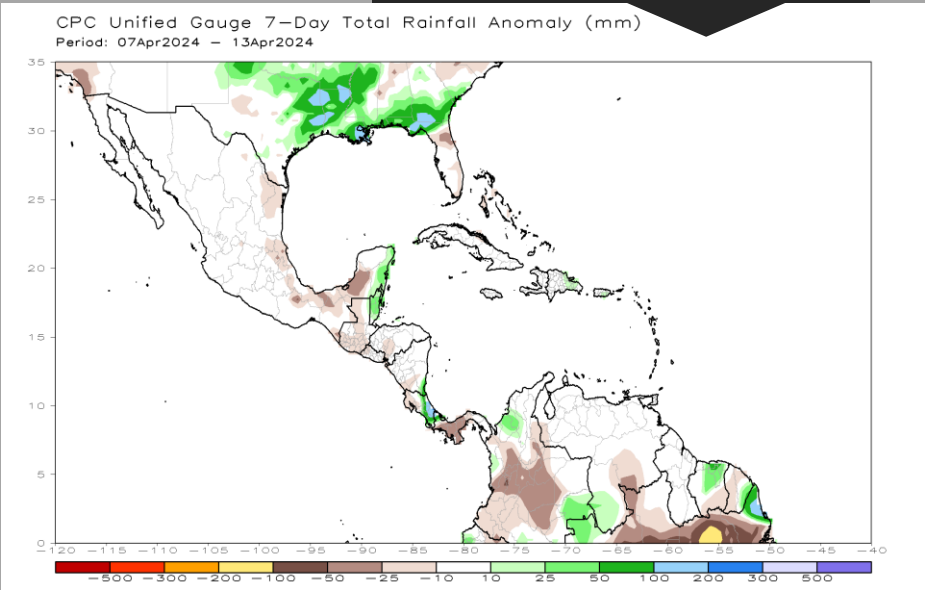 CPC Unified Gauge 7-Day Total Rainfall Anomaly (mm)
Period: 07Apr2024 - 13Apr2024
35
30
25
20
15
10
5
0
-120 -115 -110 -105 -100 -95 -90 -85 -80 -75 -70 -65 -60 -55 -50 -45 -40
-500 -300 -200 -100 -50 -25 -10 10 25 50 100 200 300 500